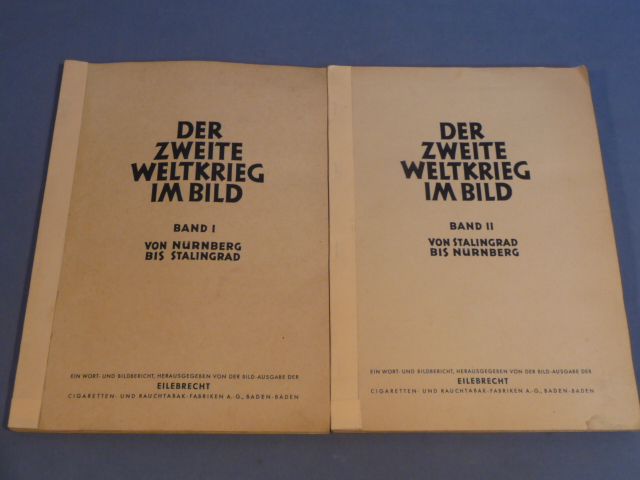 DER
ZWEITE
WELTKRIEG
IM BILD
BAND I
VON NÜRNBERG
BIS STALINGRAD
EIN WORT- UND BILDBERICHT, HERAUSGEGEBEN VON DER BILD-AUSGABE DER
EILEBRECHT
CIGARETTEN- UND RAUCHTABAK-FABRIKEN A.-G., BADEN-BADEN
DER
ZWEITE
WELTKRIEG
IM BILD
BAND II
VON STALINGRAD
BIS NÜRNBERG
EIN WORT- UND BILDBERICHT, HERAUSGEGEBEN VON DER BILD-AUSGABE DER
EILEBRECHT
CIGARETTEN- UND RAUCHTABAK-FABRIKEN A.-G., BADEN-BADEN